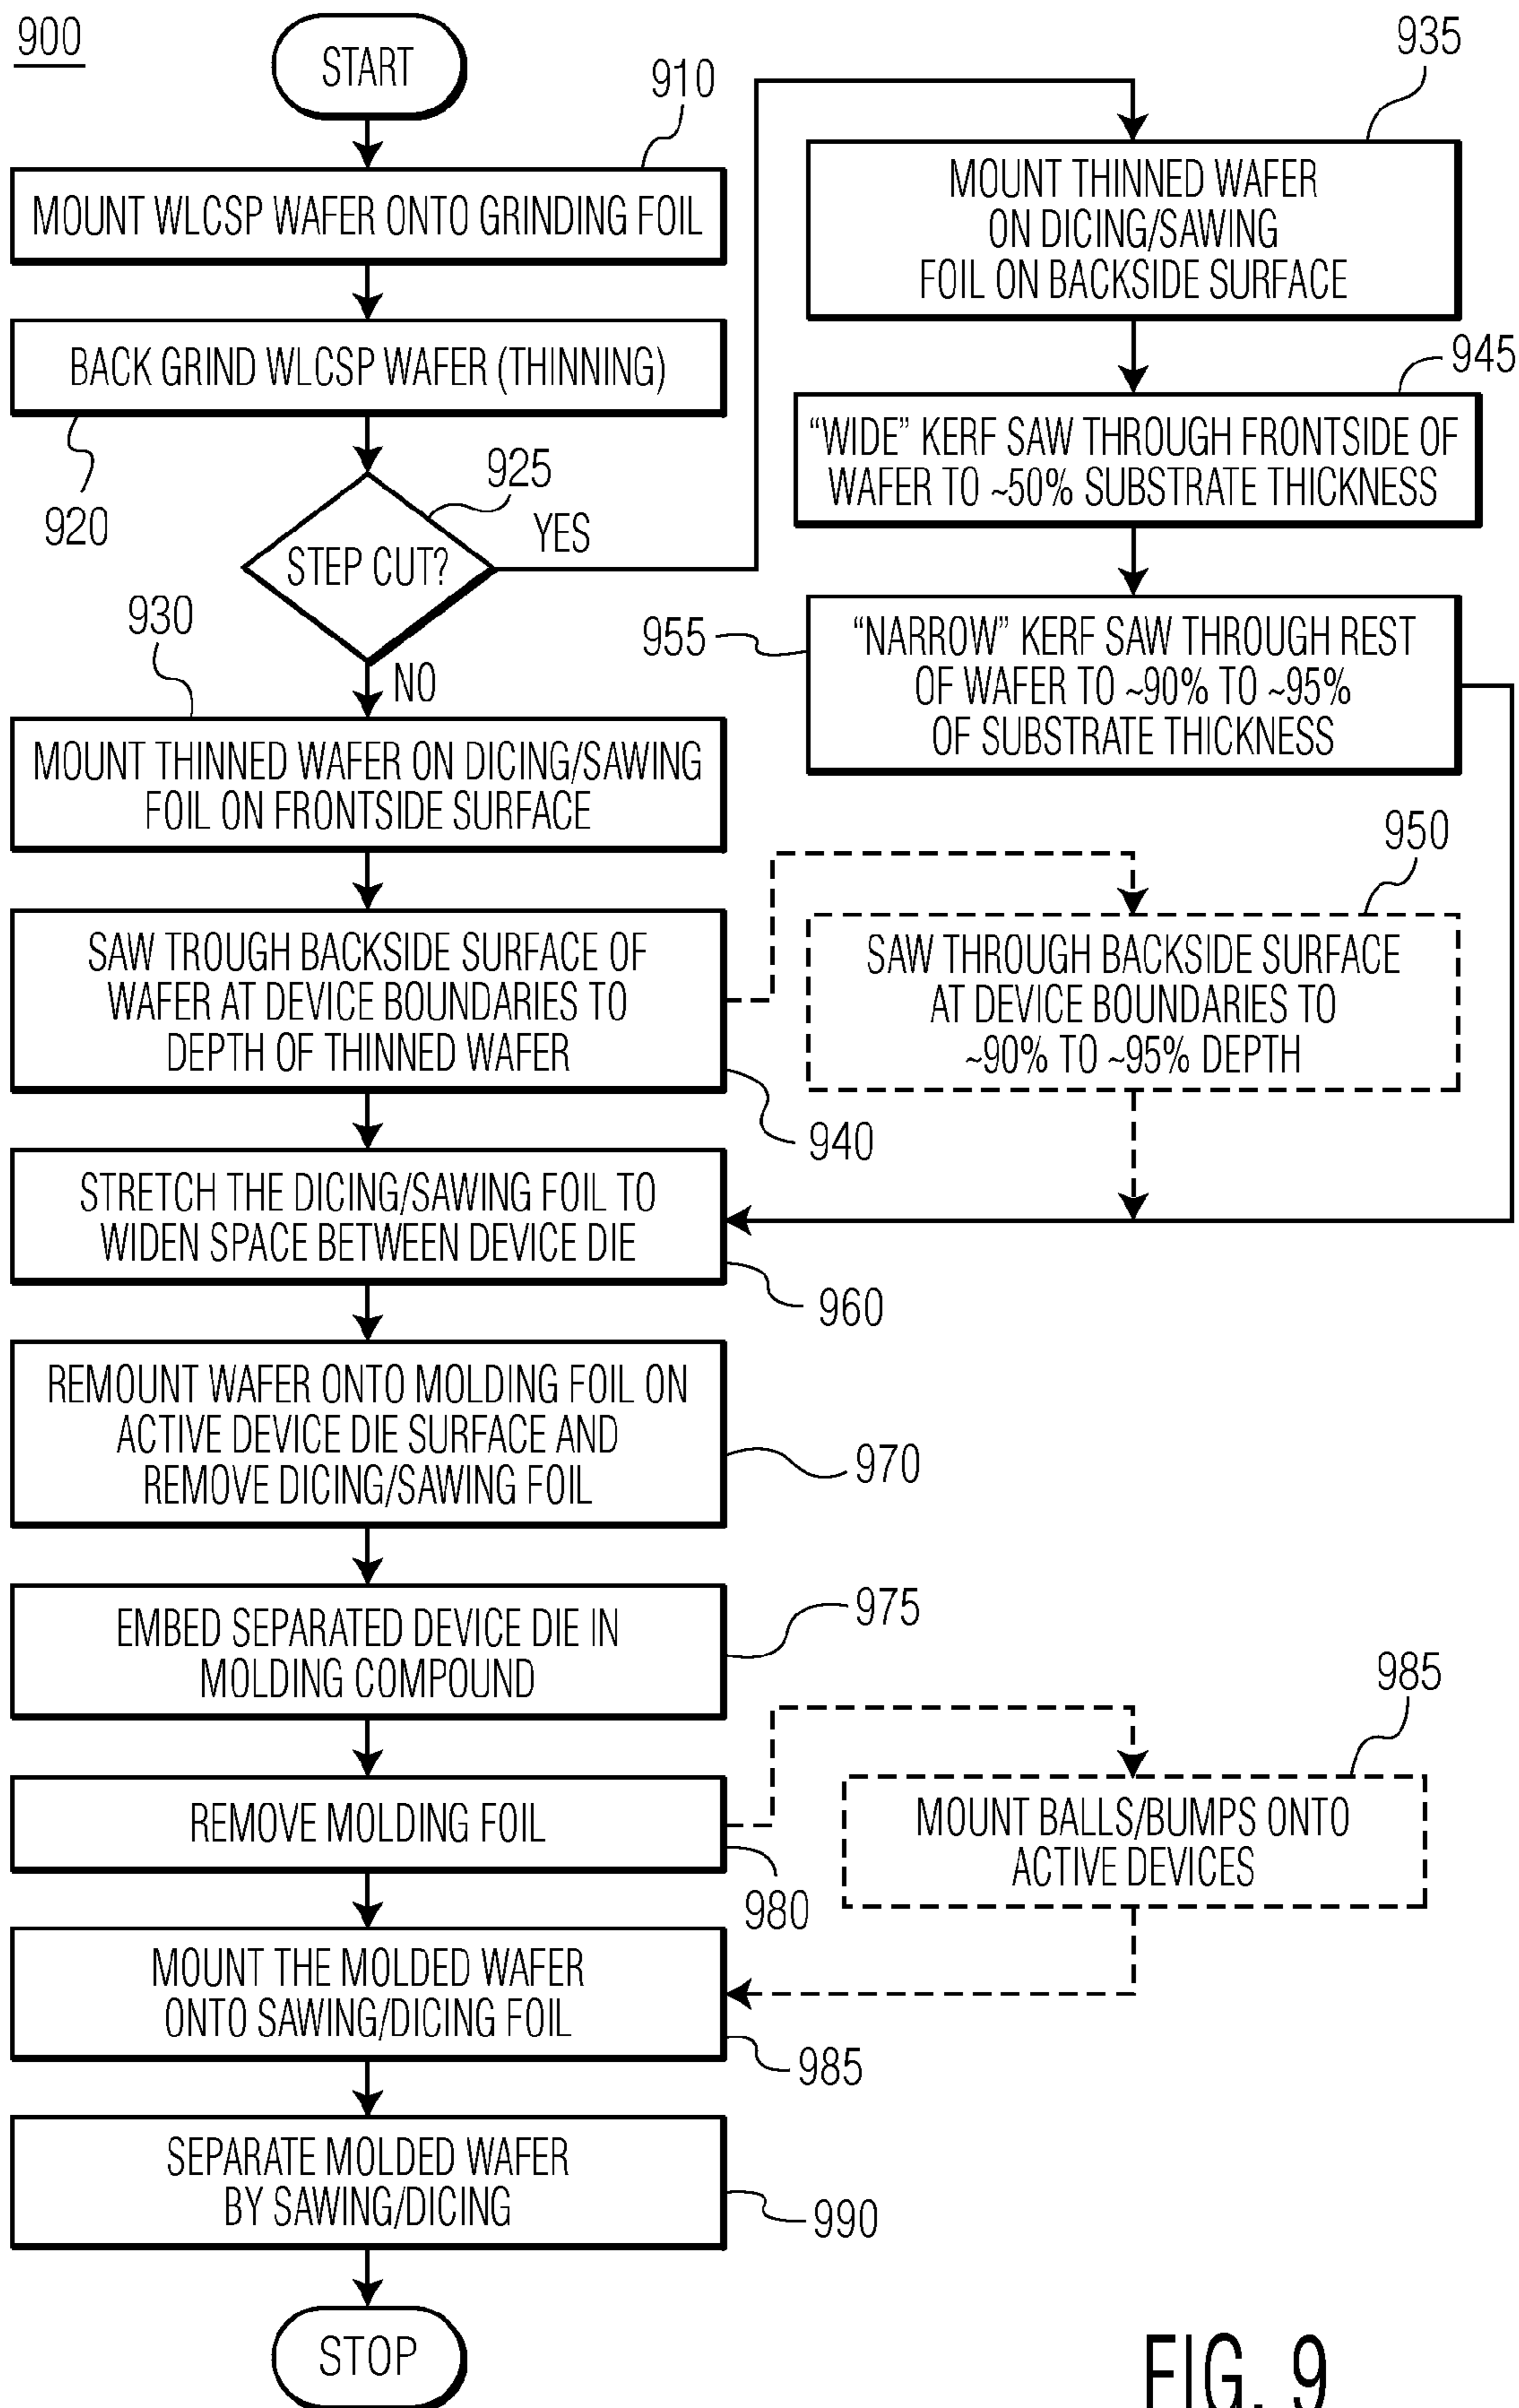 900
START
910
MOUNT WLCSP WAFER ONTO GRINDING FOIL
BACK GRIND WLCSP WAFER (THINNING)
920
925
STEP CUT?
YES
NO
935
MOUNT THINNED WAFER
ON DICING/SAWING
FOIL ON BACKSIDE SURFACE
945
“WIDE” KERF SAW THROUGH FRONTSIDE OF
WAFER TO ~50% SUBSTRATE THICKNESS
955
“NARROW” KERF SAW THROUGH REST
OF WAFER TO ~90% TO ~95%
OF SUBSTRATE THICKNESS
930
MOUNT THINNED WAFER ON DICING/SAWING
FOIL ON FRONTSIDE SURFACE
SAW TROUGH BACKSIDE SURFACE OF
WAFER AT DEVICE BOUNDARIES TO
DEPTH OF THINNED WAFER
940
950
SAW THROUGH BACKSIDE SURFACE
AT DEVICE BOUNDARIES TO
~90% TO ~95% DEPTH
STRETCH THE DICING/SAWING FOIL TO
WIDEN SPACE BETWEEN DEVICE DIE
960
REMOUNT WAFER ONTO MOLDING FOIL ON
ACTIVE DEVICE DIE SURFACE AND
REMOVE DICING/SAWING FOIL
970
EMBED SEPARATED DEVICE DIE IN
MOLDING COMPOUND
975
REMOVE MOLDING FOIL
980
985
MOUNT BALLS/BUMPS ONTO
ACTIVE DEVICES
MOUNT THE MOLDED WAFER
ONTO SAWING/DICING FOIL
985
SEPARATE MOLDED WAFER
BY SAWING/DICING
990
STOP
FIG. 9